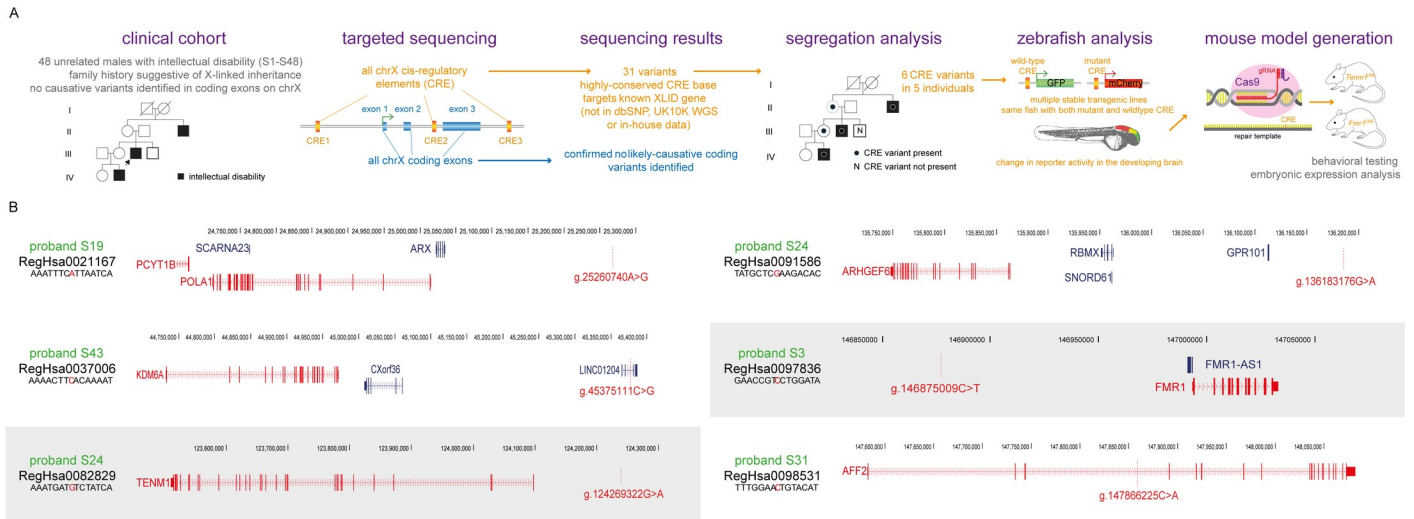 A
clinical cohort
48 unrelated males with intellectual disability (S1-S48)
family history suggestive of X-linked inheritance
no causative variants identified in coding exons on chrX
I
II
III
IV
intellectual disability
targeted sequencing
all chrX cis-regulatory
elements (CRE)
exon 1 exon 2 exon 3
CRE1 CRE2 CRE3
all chrX coding exons
sequencing results
31 variants
highly-conserved CRE base
targets known XLID gene
(not in dbSNP, UK10K WGS
or in-house data)
confirmed no likely-causative coding
variants identified
segregation analysis
I
II
III
IV
N
CRE variant present
N CRE variant not present
6 CRE variants
in 5 individuals
zebrafish analysis
wild-type
CRE
GFP
mutant
CRE
mCherry
multiple stable transgenic lines
same fish with both mutant and wildtype CRE
change in reporter activity in the developing brain
mouse model generation
gRNA
Cas9
CRE
repair template
Tenm1CRE
Fmr1CRE
behavioral testing
embryonic expression analysis
B
proband S19
RegHsa0021167
AAATTTCATTAATCA
24,750,000 24,800,000 24,850,000 24,900,000 24,950,000 25,000,000 25,050,000 25,100,000 25,150,000 25,200,000 25,250,000 25,300,000
SCARNA23
ARX
PCYT1B
POLA1
g.25260740A>G
proband S43
RegHsa0037006
AAAACTTCACAAAAT
44,750,000 44,800,000 44,850,000 44,900,000 44,950,000 45,000,000 45,050,000 45,100,000 45,150,000 45,200,000 45,250,000 45,300,000 45,350,000 45,400,000
KDM6A
CXorf36
LINC01204
g.45375111C>G
proband S24
RegHsa0082829
AAATGATGTCTATCA
123,600,000 123,700,000 123,800,000 123,900,000 124,000,000 124,100,000 124,200,000 124,300,000
TENM1
g.124269322G>A
proband S24
RegHsa0091586
TATGCTCGAAGACAC
135,750,000 135,800,000 135,850,000 135,900,000 135,950,000 136,000,000 136,050,000 136,100,000 136,150,000 136,200,000
RBMX
GPR101
ARHGEF6
SNORD61
g.136183176G>A
proband S3
RegHsa0097836
GAACCGTCCTGGATA
146850000 146900000 146950000 147000000 147050000
FMR1-AS1
FMR1
g.146875009C>T
proband S31
RegHsa0098531
TTTGGAACTGTACAT
147,600,000 147,650,000 147,700,000 147,750,000 147,800,000 147,850,000 147,900,000 147,950,000 148,000,000 148,050,000
AFF2
g.147866225C>A